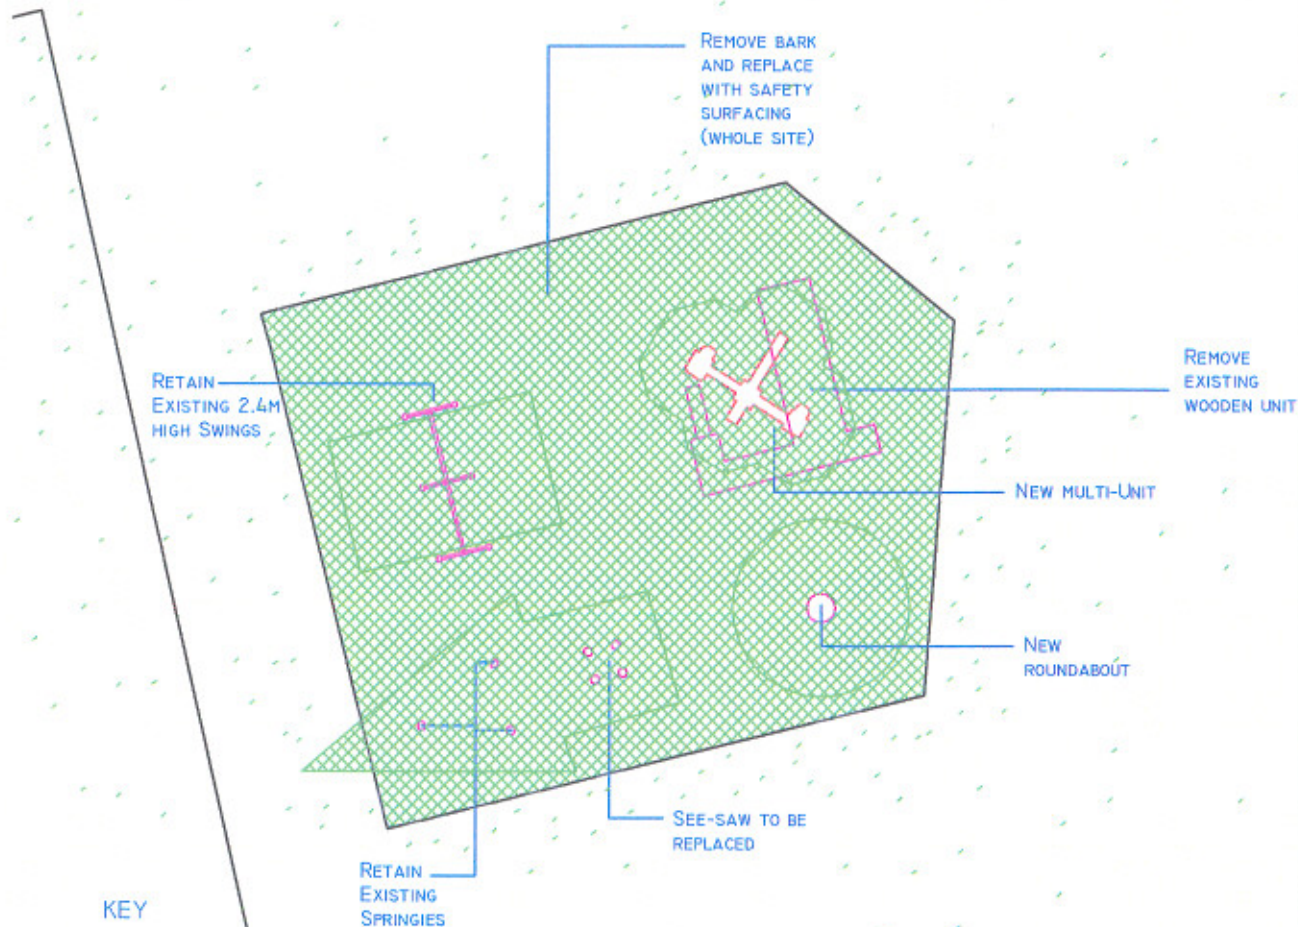 REMOVE BARK
AND REPLACE
WITH SAFETY
SURFACING
(WHOLE SITE)
RETAIN
EXISTING 2.4M
HIGH SWINGS
REMOVE
EXISTING
WOODEN UNIT
NEW MULTI-UNIT
NEW
ROUNDABOUT
SEE-SAW TO BE
REPLACED
RETAIN
EXISTING
SPRINGIES
KEY